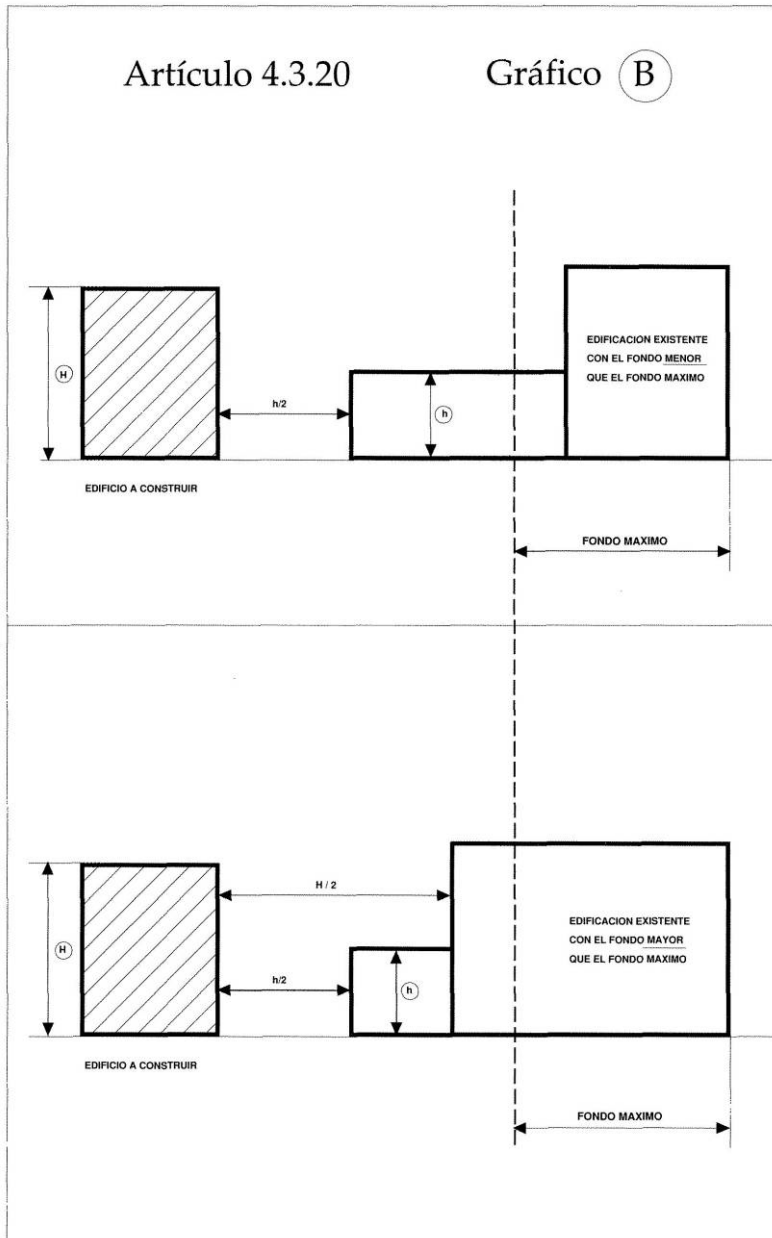 Artículo 4.3.20 Gráfico B
EDIFICACION EXISTENTE
CON EL FONDO MENOR
QUE EL FONDO MAXIMO
H
h/2
h
EDIFICIO A CONSTRUIR
FONDO MAXIMO
H / 2
EDIFICACION EXISTENTE
CON EL FONDO MAYOR
QUE EL FONDO MAXIMO
H
h/2
h
EDIFICIO A CONSTRUIR
FONDO MAXIMO